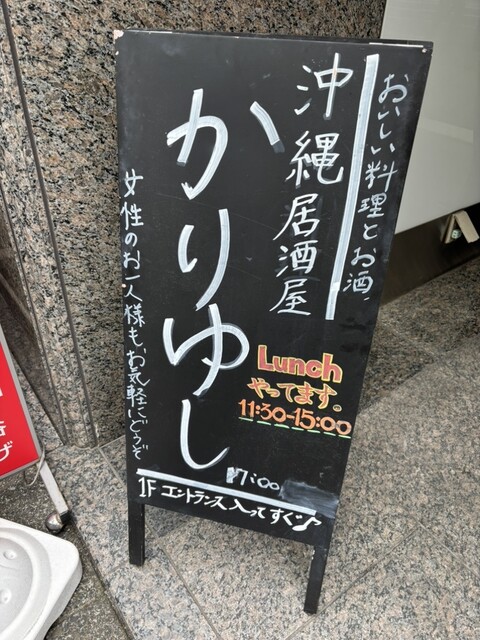 おいしい料理とお酒、
沖縄居酒屋
かりゆし
女性のお一人様も、お気軽にどうぞ
Lunch
やってます。
11:30-15:00
17:00
1F エントランス入ってすぐ♪